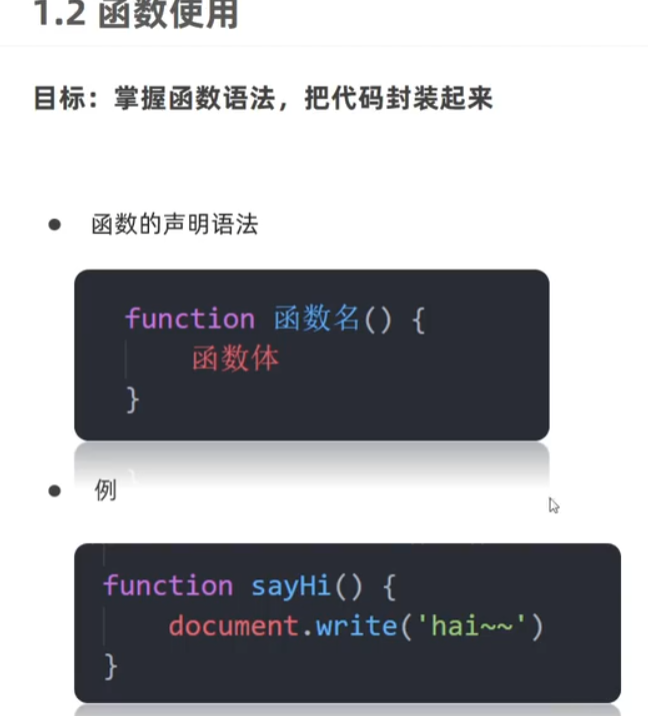 1.2 函数使用
目标：掌握函数语法，把代码封装起来
● 函数的声明语法
function 函数名() {
函数体
}
● 例
function sayHi() {
document.write('hai~~')
}